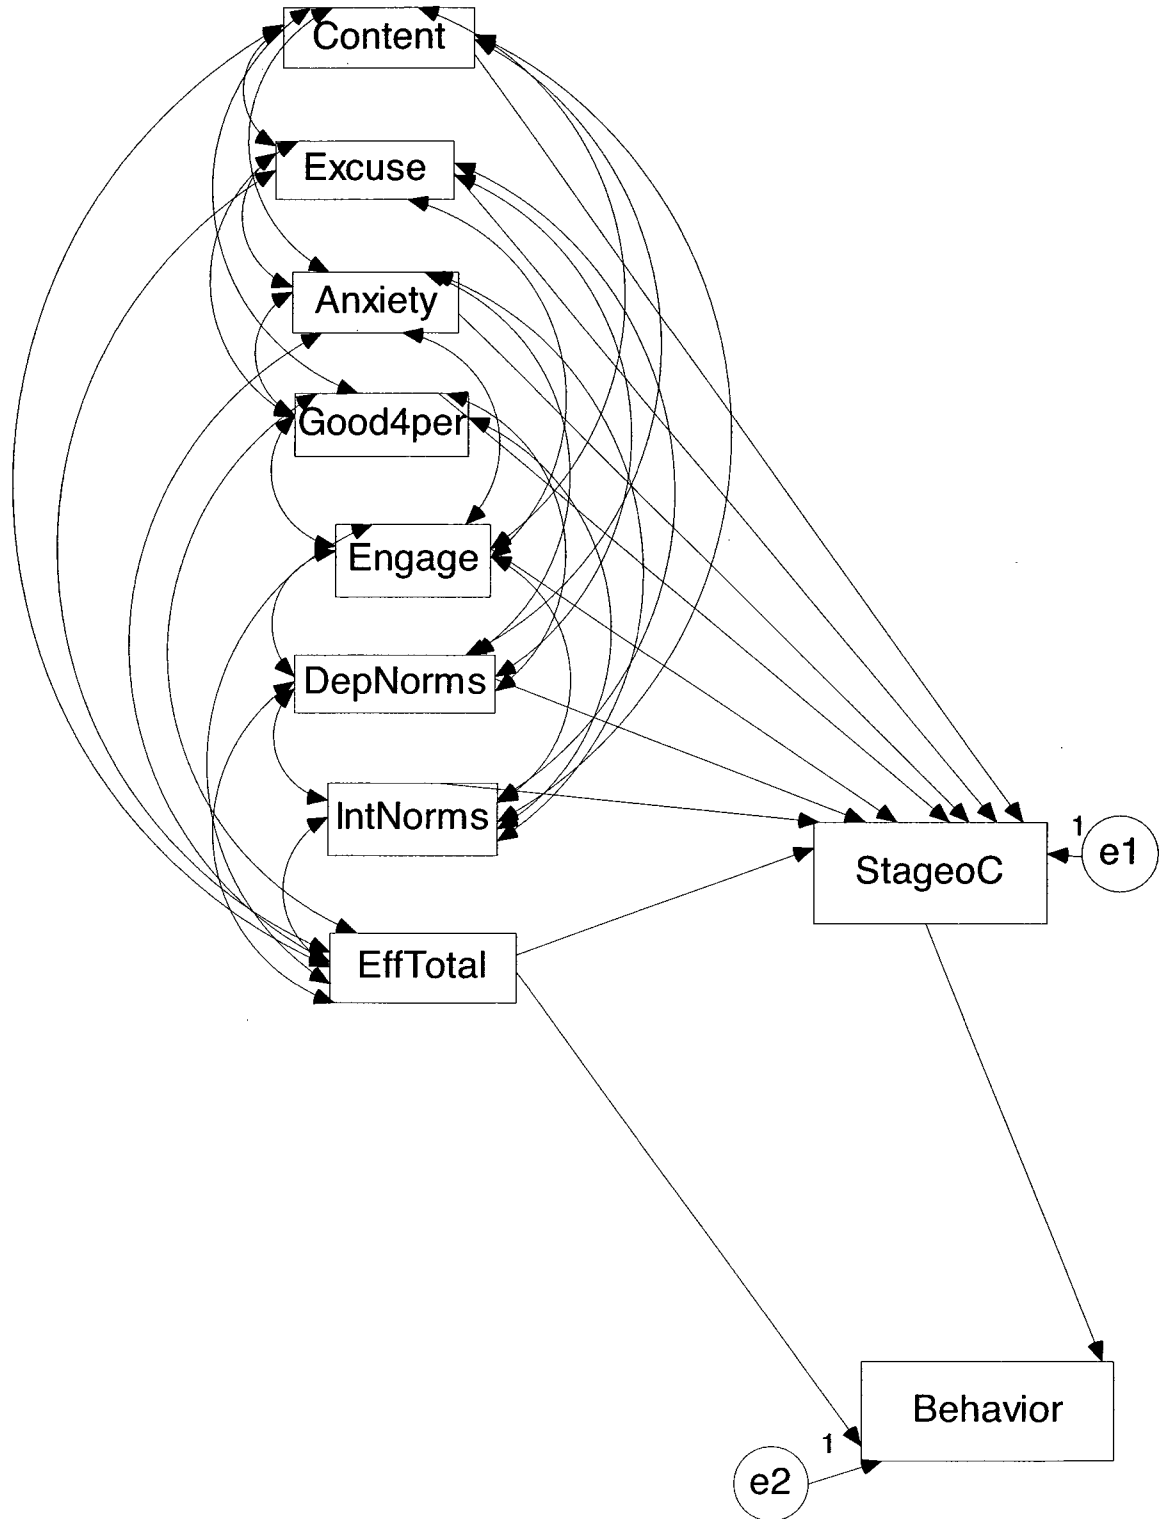 Content
Excuse
Anxiety
Good4per
Engage
DepNorms
IntNorms
1
e1
StageoC
EffTotal
Behavior
1
e2